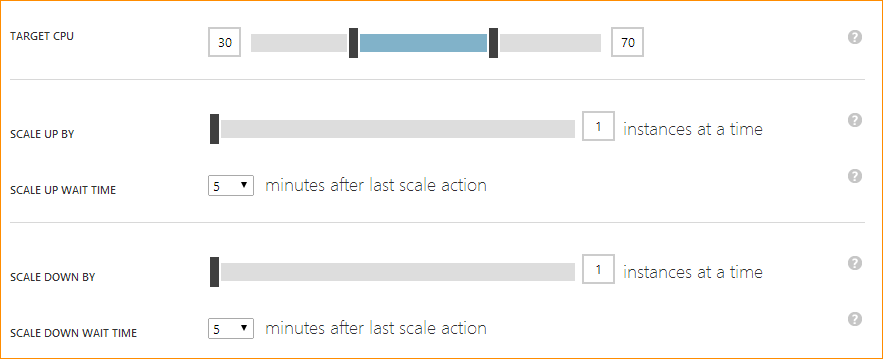 TARGET CPU 30 70 ?
SCALE UP BY 1 instances at a time ?
SCALE UP WAIT TIME 5 minutes after last scale action ?
SCALE DOWN BY 1 instances at a time ?
SCALE DOWN WAIT TIME 5 minutes after last scale action ?